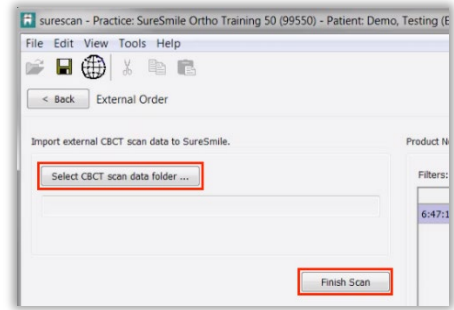 surescan - Practice: SureSmile Ortho Training 50 (99550) - Patient: Demo, Testing (E
File Edit View Tools Help
< Back External Order
Import external CBCT scan data to SureSmile.
Product N
Select CBCT scan data folder ...
Filters:
6:47:1
Finish Scan